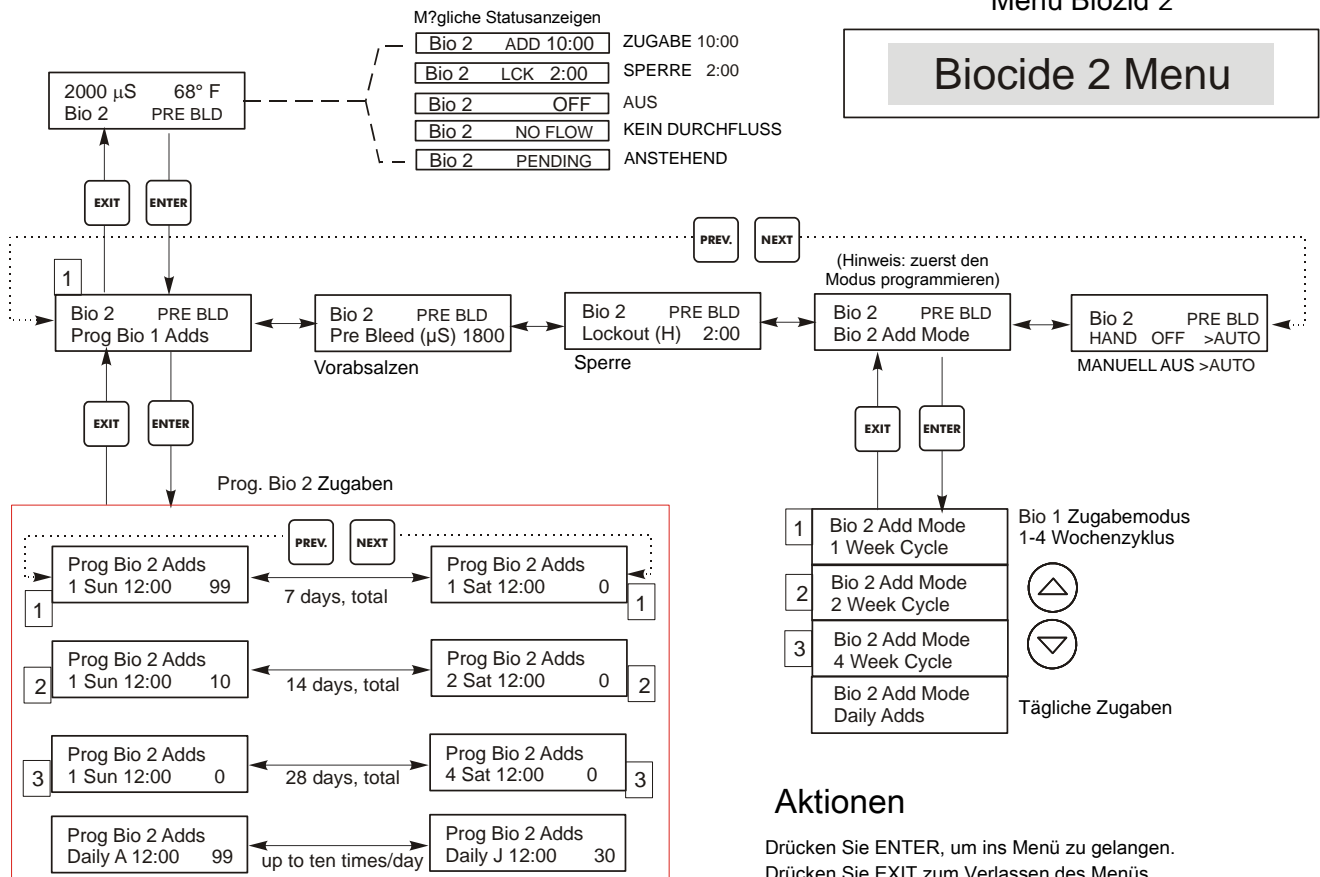 M?gliche Statusanzeigen
Bio 2 ADD 10:00 ZUGABE 10:00
Bio 2 LCK 2:00 SPERRE 2:00
Bio 2 OFF AUS
Bio 2 NO FLOW KEIN DURCHFLUSS
Bio 2 PENDING ANSTEHEND
Menü Biozid 2
Biocide 2 Menu
2000 µS 68° F
Bio 2 PRE BLD
EXIT ENTER
PREV. NEXT
1
Bio 2 PRE BLD
Prog Bio 1 Adds
Bio 2 PRE BLD
Pre Bleed (µS) 1800
Vorabsalzen
Bio 2 PRE BLD
Lockout (H) 2:00
Sperre
(Hinweis: zuerst den
Modus programmieren)
Bio 2 PRE BLD
Bio 2 Add Mode
Bio 2 PRE BLD
HAND OFF >AUTO
MANUELL AUS >AUTO
EXIT ENTER
EXIT ENTER
Prog. Bio 2 Zugaben
PREV. NEXT
Prog Bio 2 Adds
1 Sun 12:00 99
1
7 days, total
Prog Bio 2 Adds
1 Sat 12:00 0
1
Prog Bio 2 Adds
1 Sun 12:00 10
2
14 days, total
Prog Bio 2 Adds
2 Sat 12:00 0
2
Prog Bio 2 Adds
1 Sun 12:00 0
3
28 days, total
Prog Bio 2 Adds
4 Sat 12:00 0
3
Prog Bio 2 Adds
Daily A 12:00 99
up to ten times/day
Prog Bio 2 Adds
Daily J 12:00 30
1
Bio 2 Add Mode
1 Week Cycle
2
Bio 2 Add Mode
2 Week Cycle
3
Bio 2 Add Mode
4 Week Cycle
Bio 2 Add Mode
Daily Adds
Bio 1 Zugabemodus
1-4 Wochenzyklus
Tägliche Zugaben
Aktionen
Drücken Sie ENTER, um ins Menü zu gelangen.
Drücken Sie EXIT zum Verlassen des Menüs